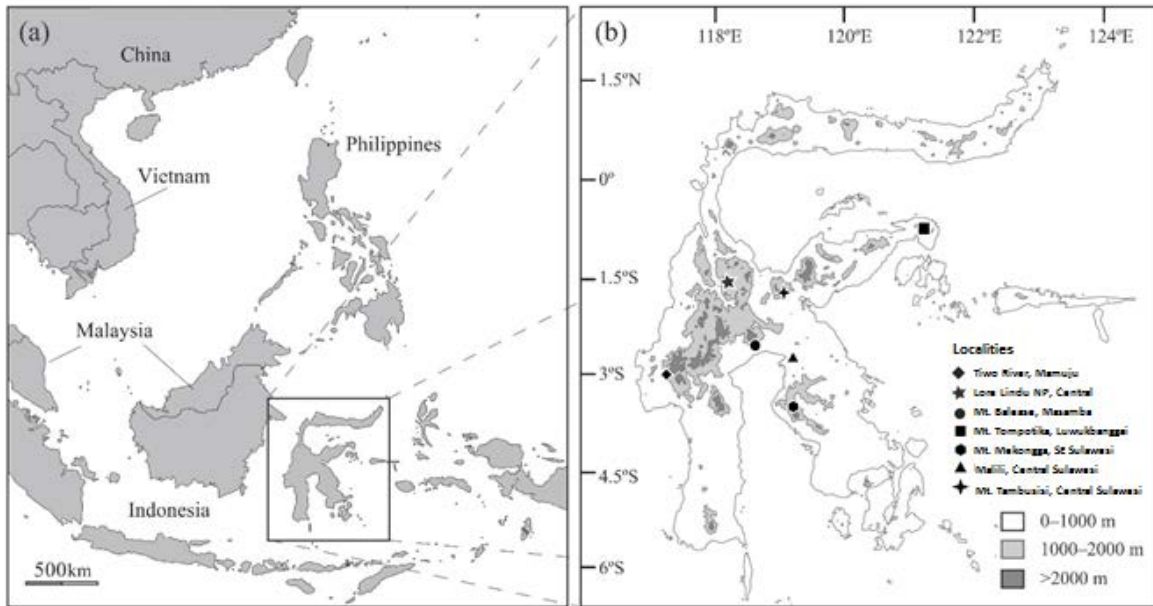 (a)
China
Philippines
Vietnam
Malaysia
Indonesia
500km
(b)
118°E 120°E 122°E 124°E
1.5°N
0°
1.5°S
3°S
4.5°S
6°S
Localities
Tiwo River, Mamuju
Lore Lindu NP, Central
Mt. Balease, Masamba
Mt. Tompotika, Luwukbanggai
Mt. Mekongga, SE Sulawesi
Malili, Central Sulawesi
Mt. Tambusisi, Central Sulawesi
0–1000 m
1000–2000 m
>2000 m